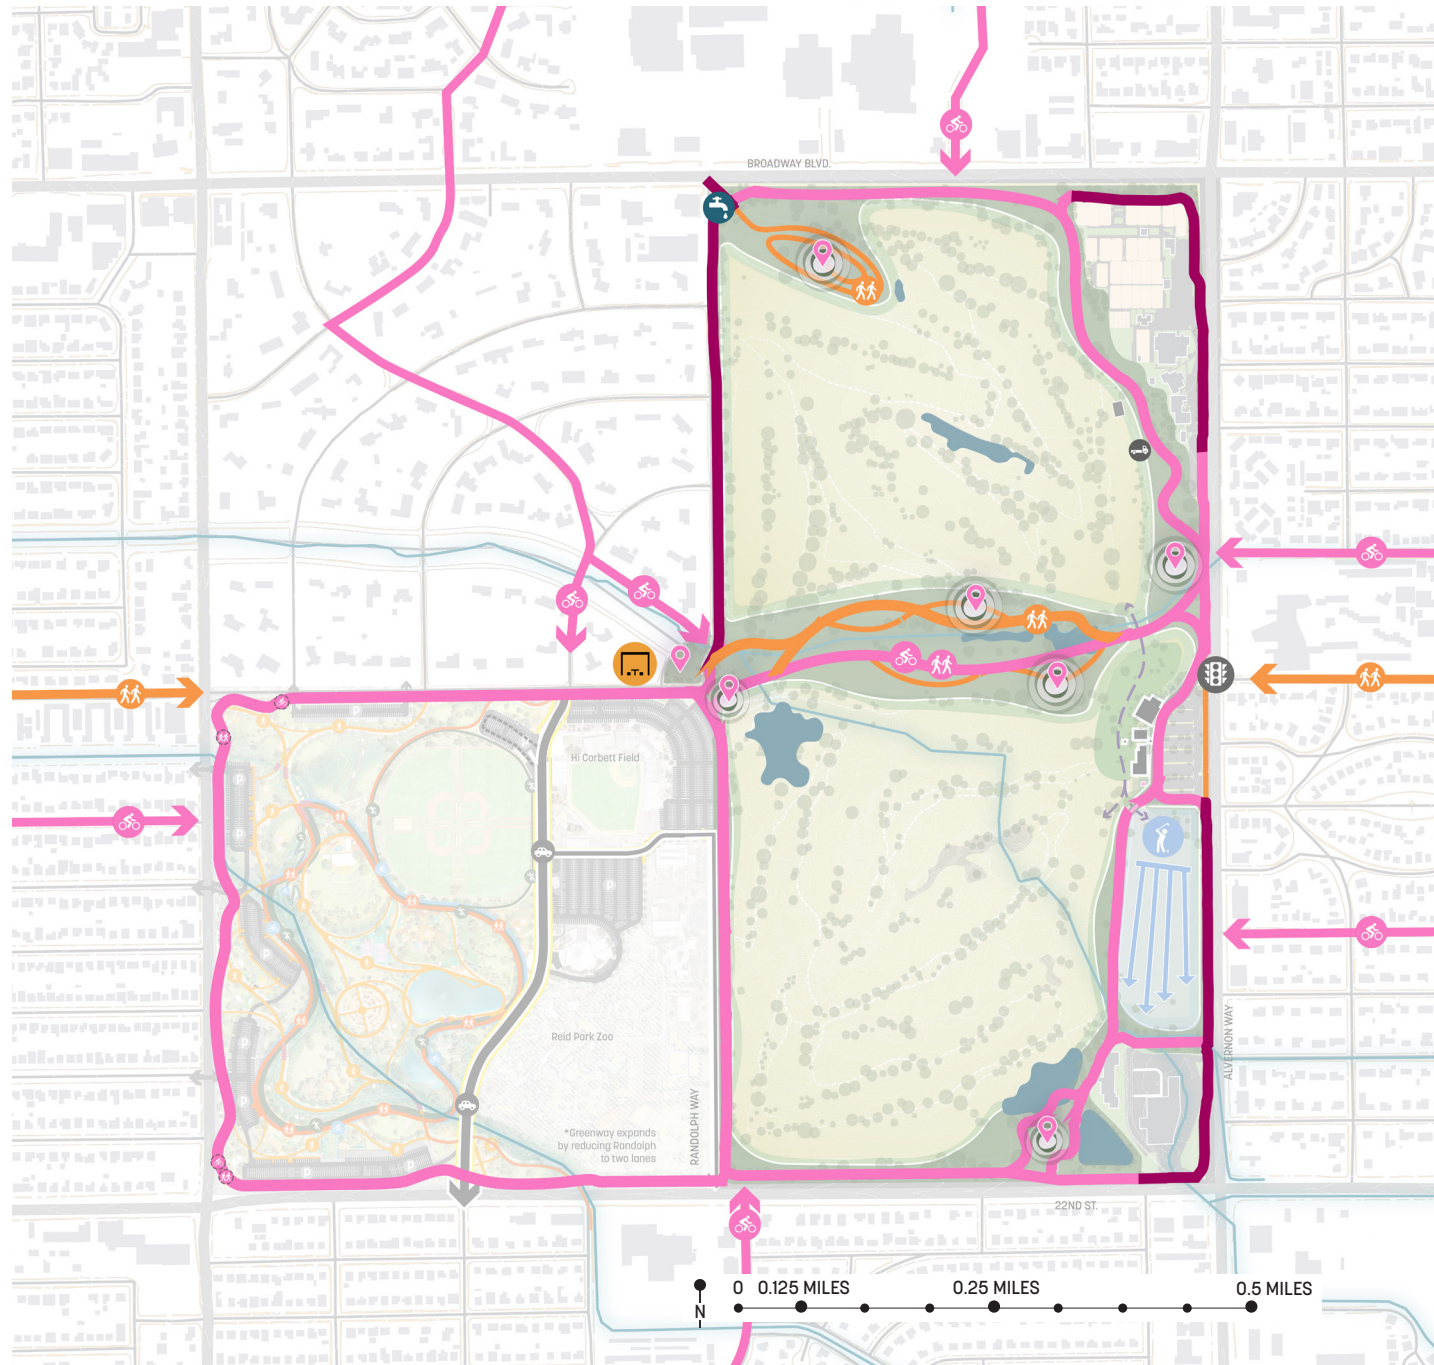 BROADWAY BLVD.
Hi Corbett Field
P
P
P
P
P
P
P
P
Reid Park Zoo
RANDOLPH WAY
ALVERNON WAY
*Greenway expands
by reducing Randolph
to two lanes
22ND ST.
0 0.125 MILES 0.25 MILES 0.5 MILES
N